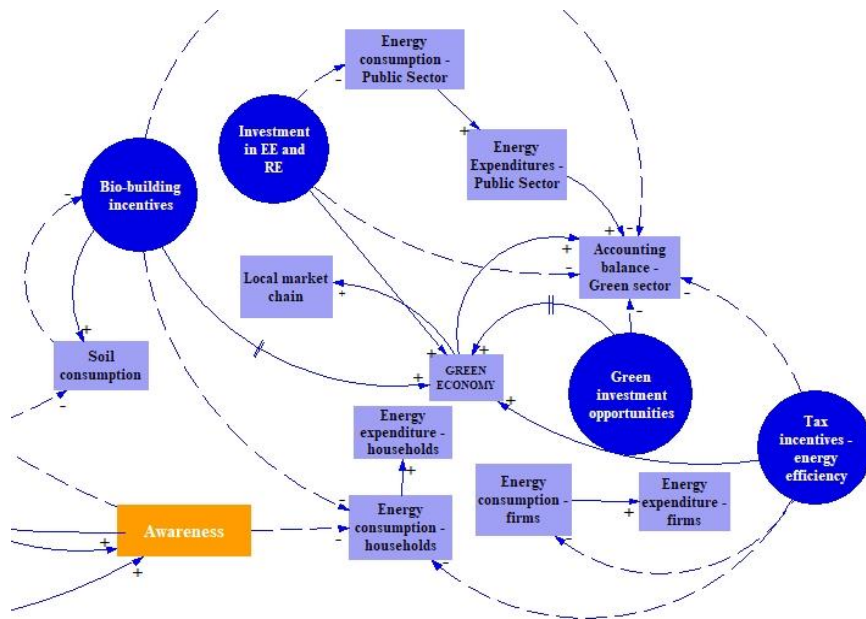 Energy
consumption -
Public Sector
Investment
in EE and
RE
Energy
Expenditures -
Public Sector
Bio-building
incentives
Accounting
balance -
Green sector
Local market
chain
Soil
consumption
GREEN
ECONOMY
Green
investment
opportunities
Energy
expenditure -
households
Tax
incentives -
energy
efficiency
Energy
consumption -
firms
Energy
expenditure -
firms
Awareness
Energy
consumption -
households